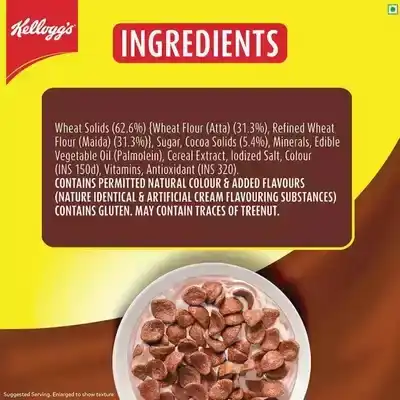 Kellogg's
INGREDIENTS
Wheat Solids (62.6%) {Wheat Flour (Atta) (31.3%), Refined Wheat
Flour (Maida) (31.3%)}, Sugar, Cocoa Solids (5.4%), Minerals, Edible
Vegetable Oil (Palmolein), Cereal Extract, Iodized Salt, Colour
(INS 150d), Vitamins, Antioxidant (INS 320).
CONTAINS PERMITTED NATURAL COLOUR & ADDED FLAVOURS
(NATURE IDENTICAL & ARTIFICIAL CREAM FLAVOURING SUBSTANCES)
CONTAINS GLUTEN. MAY CONTAIN TRACES OF TREENUT.
Suggested Serving. Enlarged to show texture